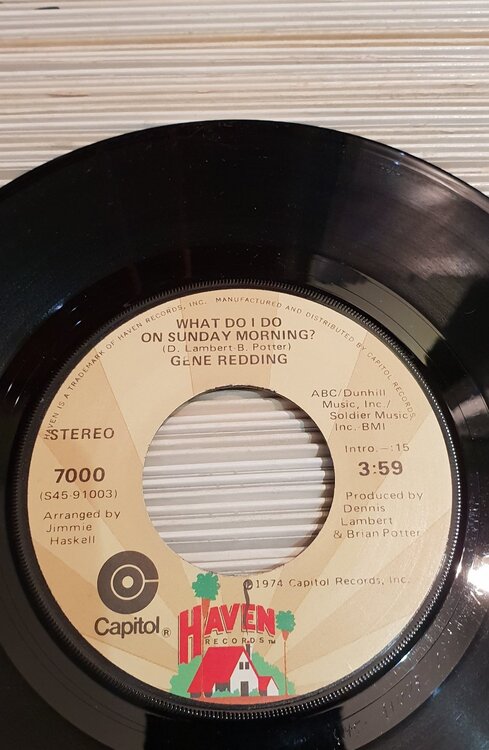 HAVEN IS A TRADEMARK OF HAVEN RECORDS, INC. MANUFACTURED AND DISTRIBUTED BY CAPITOL RECORDS,
WHAT DO I DO
ON SUNDAY MORNING?
(D. Lambert-B. Potter)
GENE REDDING
ABC/Dunhill
Music, Inc./
Soldier Music,
Inc.-BMI
STEREO
Intro.—:15
7000
3:59
(S45-91003)
Arranged by
Jimmie
Haskell
Produced by
Dennis
Lambert
& Brian Potter
℗1974 Capitol Records, Inc.
Capitol®
HAVEN
RECORDS™